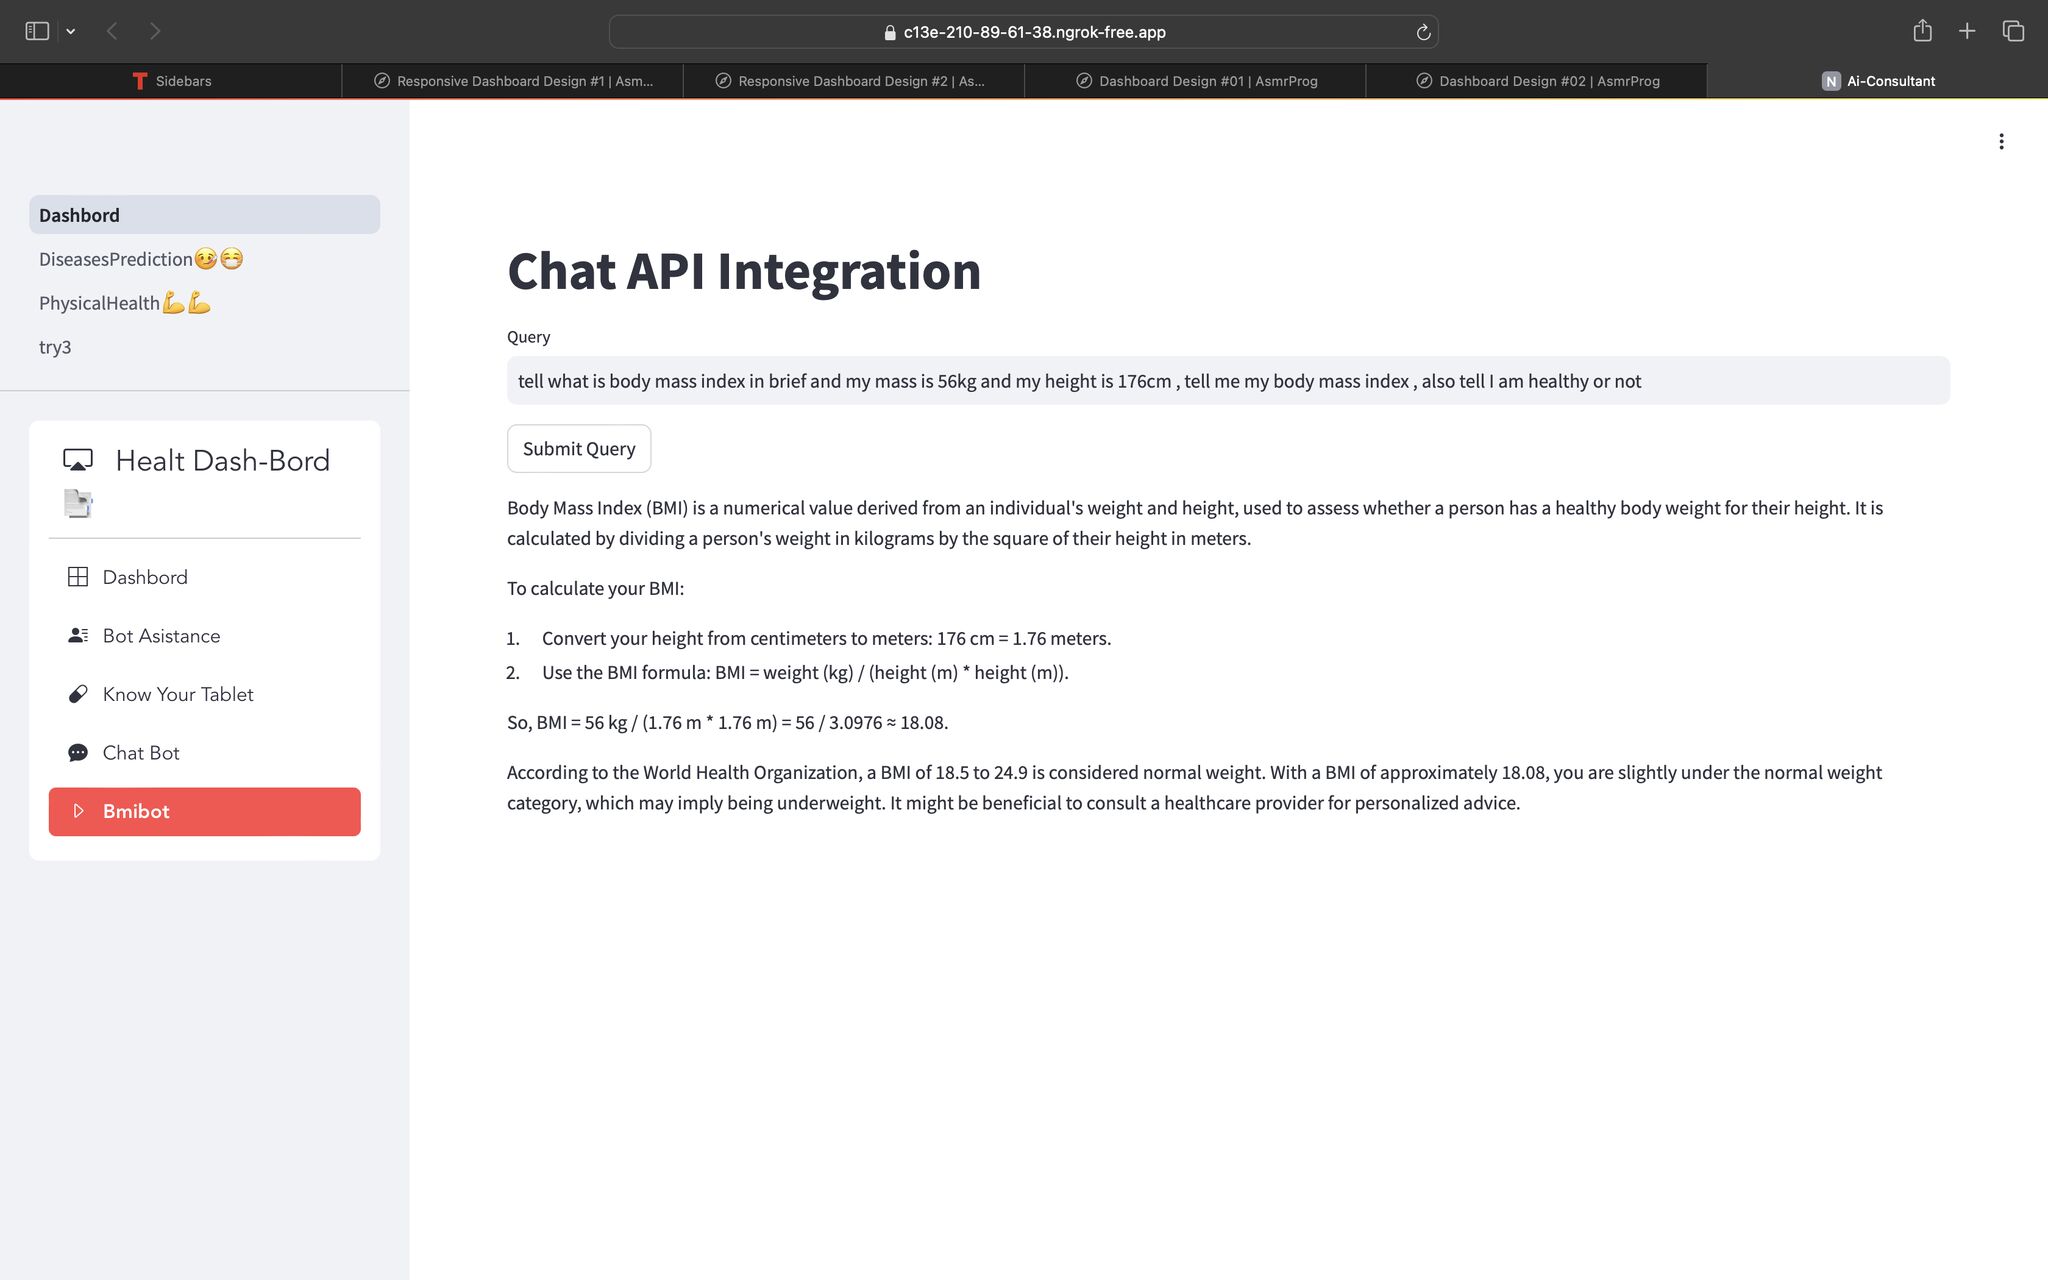 c13e-210-89-61-38.ngrok-free.app
Sidebars
Responsive Dashboard Design #1 | Asm...
Responsive Dashboard Design #2 | As...
Dashboard Design #01 | AsmrProg
Dashboard Design #02 | AsmrProg
N Ai-Consultant
Dashbord
DiseasesPrediction🤒😷
PhysicalHealth💪💪
try3
Healt Dash-Bord
Dashbord
Bot Asistance
Know Your Tablet
Chat Bot
Bmibot
Chat API Integration
Query
tell what is body mass index in brief and my mass is 56kg and my height is 176cm , tell me my body mass index , also tell I am healthy or not
Submit Query
Body Mass Index (BMI) is a numerical value derived from an individual's weight and height, used to assess whether a person has a healthy body weight for their height. It is
calculated by dividing a person's weight in kilograms by the square of their height in meters.
To calculate your BMI:
1. Convert your height from centimeters to meters: 176 cm = 1.76 meters.
2. Use the BMI formula: BMI = weight (kg) / (height (m) * height (m)).
So, BMI = 56 kg / (1.76 m * 1.76 m) = 56 / 3.0976 ≈ 18.08.
According to the World Health Organization, a BMI of 18.5 to 24.9 is considered normal weight. With a BMI of approximately 18.08, you are slightly under the normal weight
category, which may imply being underweight. It might be beneficial to consult a healthcare provider for personalized advice.